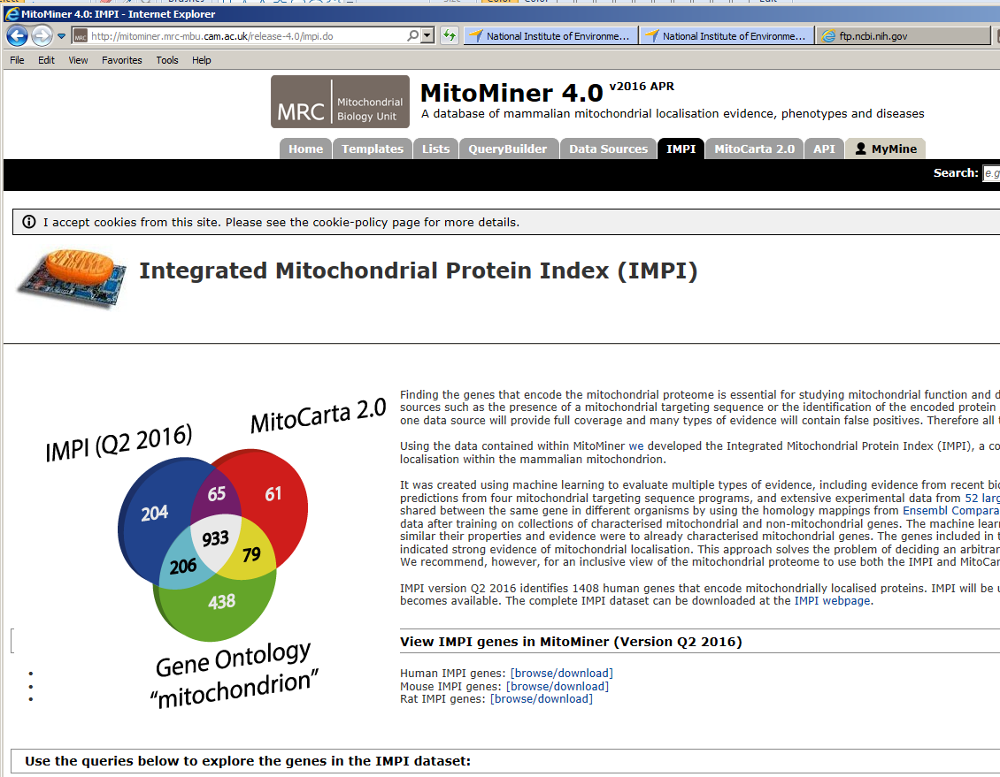 MitoMiner 4.0: IMPI - Internet Explorer
http://mitominer.mrc-mbu.cam.ac.uk/release-4.0/impi.do
National Institute of Environme...
National Institute of Environme...
ftp.ncbi.nih.gov
File Edit View Favorites Tools Help
MRC Mitochondrial
Biology Unit
MitoMiner 4.0 v2016 APR
A database of mammalian mitochondrial localisation evidence, phenotypes and diseases
Home Templates Lists QueryBuilder Data Sources IMPI MitoCarta 2.0 API MyMine
Search: e.g
I accept cookies from this site. Please see the cookie-policy page for more details.
Integrated Mitochondrial Protein Index (IMPI)
IMPI (Q2 2016)
MitoCarta 2.0
204
65
61
933
206
79
438
Gene Ontology
“mitochondrion”
Finding the genes that encode the mitochondrial proteome is essential for studying mitochondrial function and d
sources such as the presence of a mitochondrial targeting sequence or the identification of the encoded protein
one data source will provide full coverage and many types of evidence will contain false positives. Therefore all
Using the data contained within MitoMiner we developed the Integrated Mitochondrial Protein Index (IMPI), a co
localisation within the mammalian mitochondrion.
It was created using machine learning to evaluate multiple types of evidence, including evidence from recent bi
predictions from four mitochondrial targeting sequence programs, and extensive experimental data from 52 larg
shared between the same gene in different organisms by using the homology mappings from Ensembl Compara
data after training on collections of characterised mitochondrial and non-mitochondrial genes. The machine lear
similar their properties and evidence were to already characterised mitochondrial genes. The genes included in
indicated strong evidence of mitochondrial localisation. This approach solves the problem of deciding an arbitrar
We recommend, however, for an inclusive view of the mitochondrial proteome to use both the IMPI and MitoCar
IMPI version Q2 2016 identifies 1408 human genes that encode mitochondrially localised proteins. IMPI will be u
becomes available. The complete IMPI dataset can be downloaded at the IMPI webpage.
View IMPI genes in MitoMiner (Version Q2 2016)
Human IMPI genes: [browse/download]
Mouse IMPI genes: [browse/download]
Rat IMPI genes: [browse/download]
Use the queries below to explore the genes in the IMPI dataset: